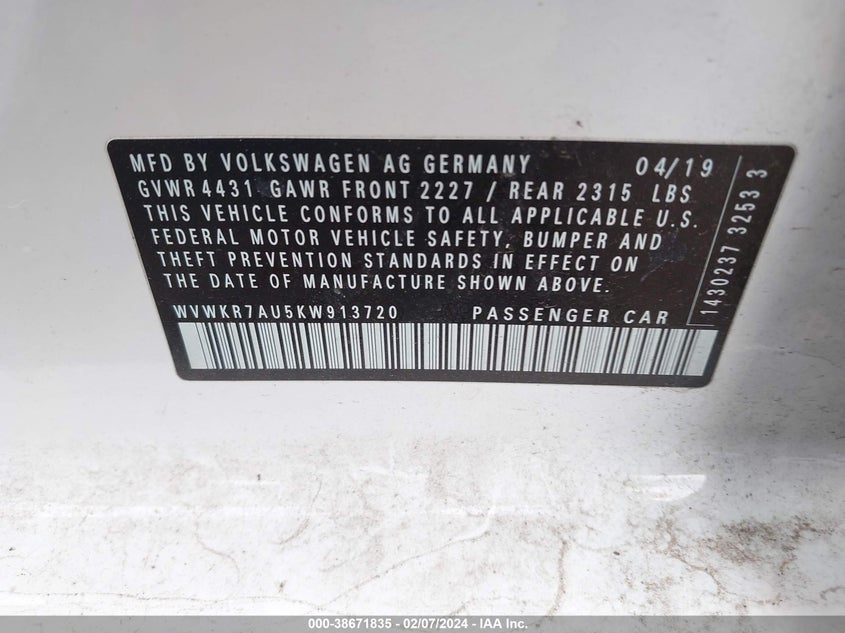 MFD BY VOLKSWAGEN AG GERMANY 04/19
GVWR 4431 GAWR FRONT 2227 / REAR 2315 LBS
THIS VEHICLE CONFORMS TO ALL APPLICABLE U.S.
FEDERAL MOTOR VEHICLE SAFETY, BUMPER AND
THEFT PREVENTION STANDARDS IN EFFECT ON
THE DATE OF MANUFACTURE SHOWN ABOVE.
WVWKR7AU5KW913720 PASSENGER CAR
1430237 3253 3
000-38671835 - 02/07/2024 - IAA Inc.